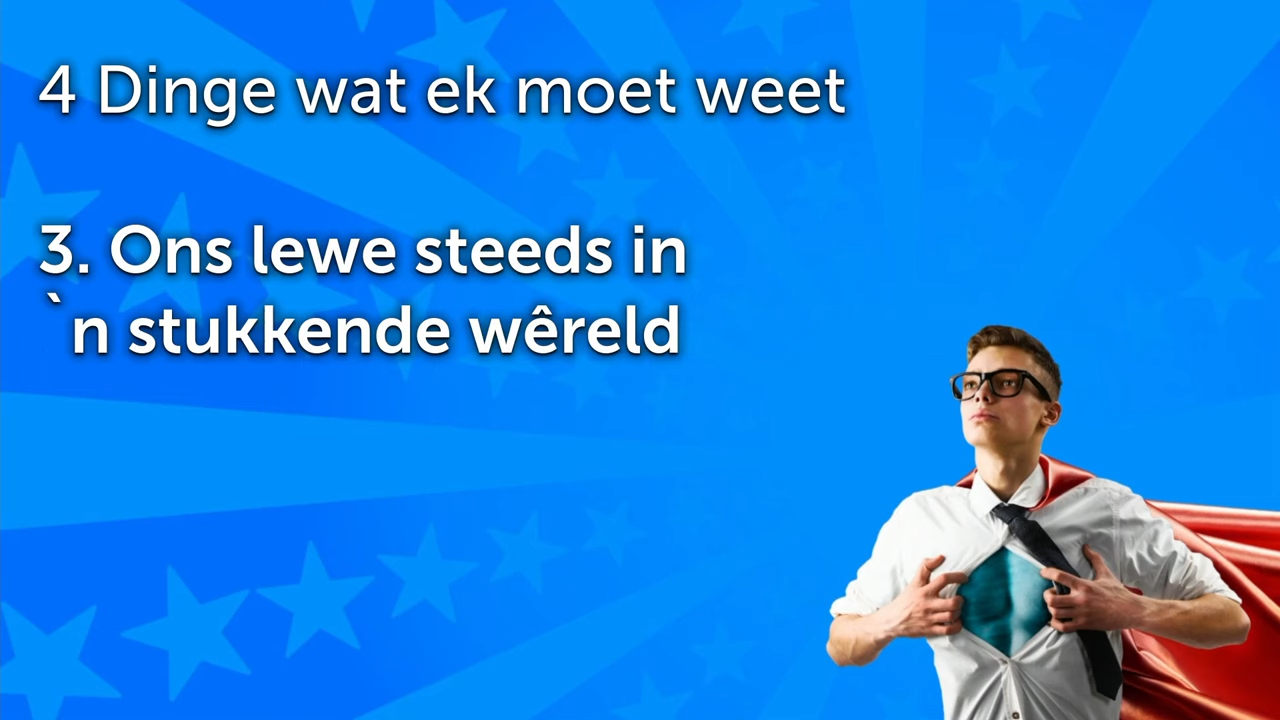 4 Dinge wat ek moet weet
3. Ons lewe steeds in
`n stukkende wêreld